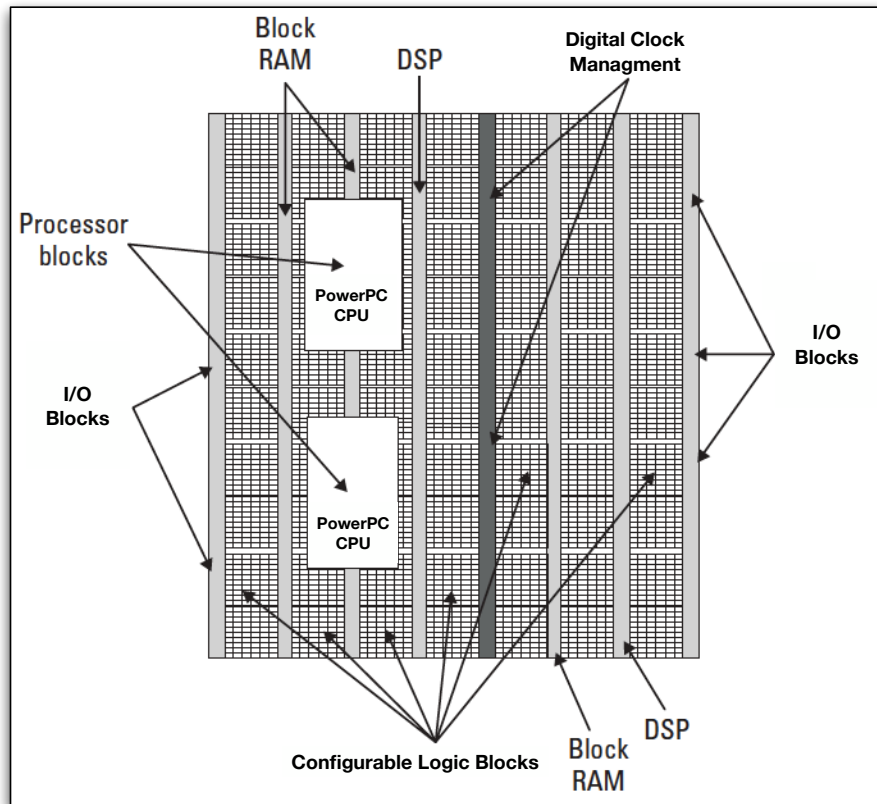 Block
RAM
DSP
Digital Clock
Managment
Processor
blocks
PowerPC
CPU
I/O
Blocks
I/O
Blocks
PowerPC
CPU
Configurable Logic Blocks
Block
RAM
DSP